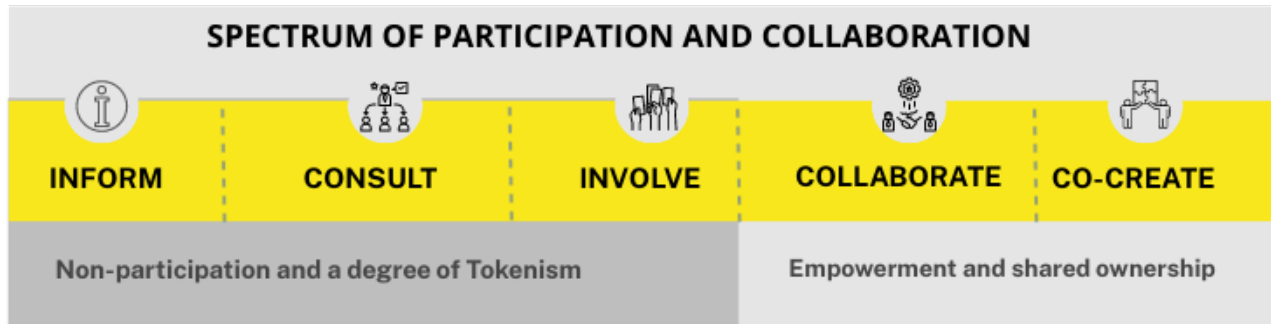 SPECTRUM OF PARTICIPATION AND COLLABORATION
INFORM
CONSULT
INVOLVE
COLLABORATE
CO-CREATE
Non-participation and a degree of Tokenism
Empowerment and shared ownership